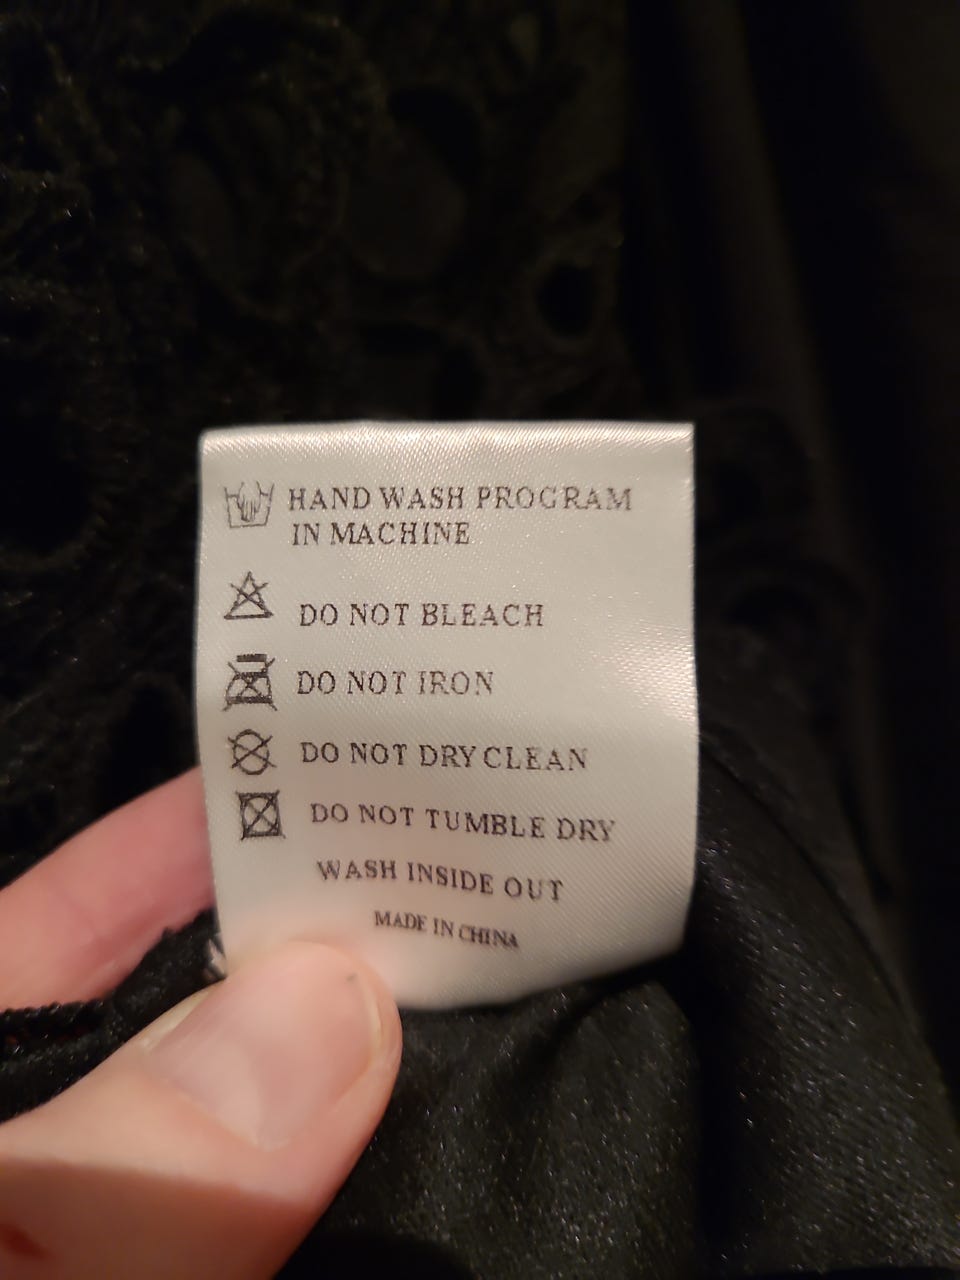 HAND WASH PROGRAM
IN MACHINE
DO NOT BLEACH
DO NOT IRON
DO NOT DRY CLEAN
DO NOT TUMBLE DRY
WASH INSIDE OUT
MADE IN CHINA